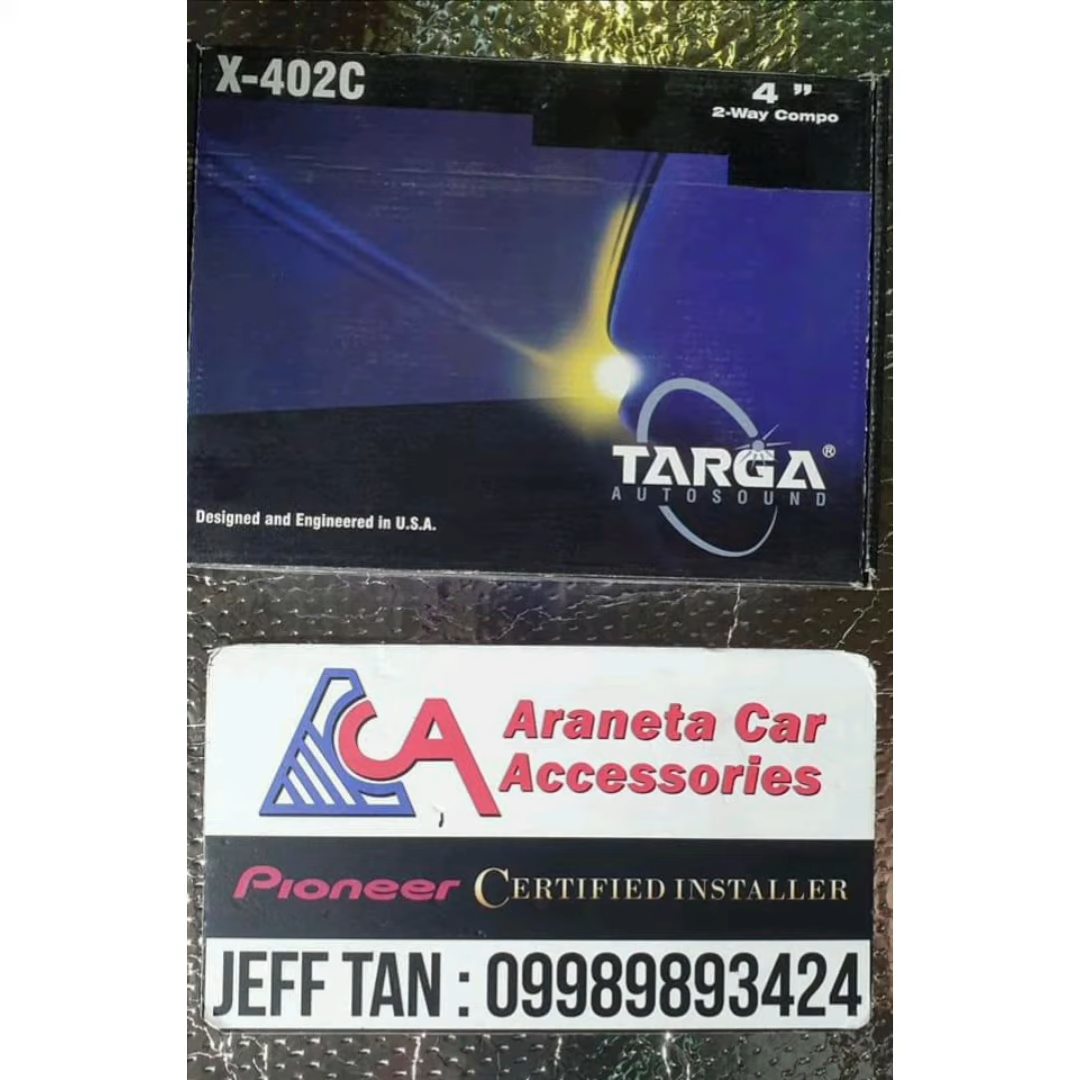 X-402C
4 "
2-Way Compo
TARGA®
AUTOSOUND
Designed and Engineered in U.S.A.
ACA
Araneta Car
Accessories
Pioneer CERTIFIED INSTALLER
JEFF TAN : 09989893424